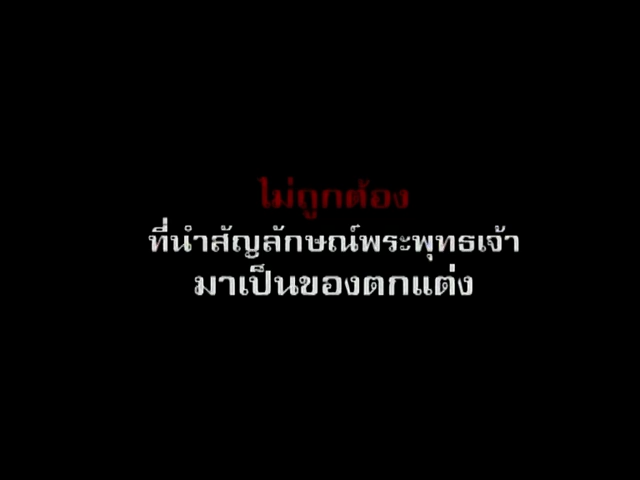 ไม่ถูกต้อง
ที่นำสัญลักษณ์พระพุทธเจ้า
มาเป็นของตกแต่ง